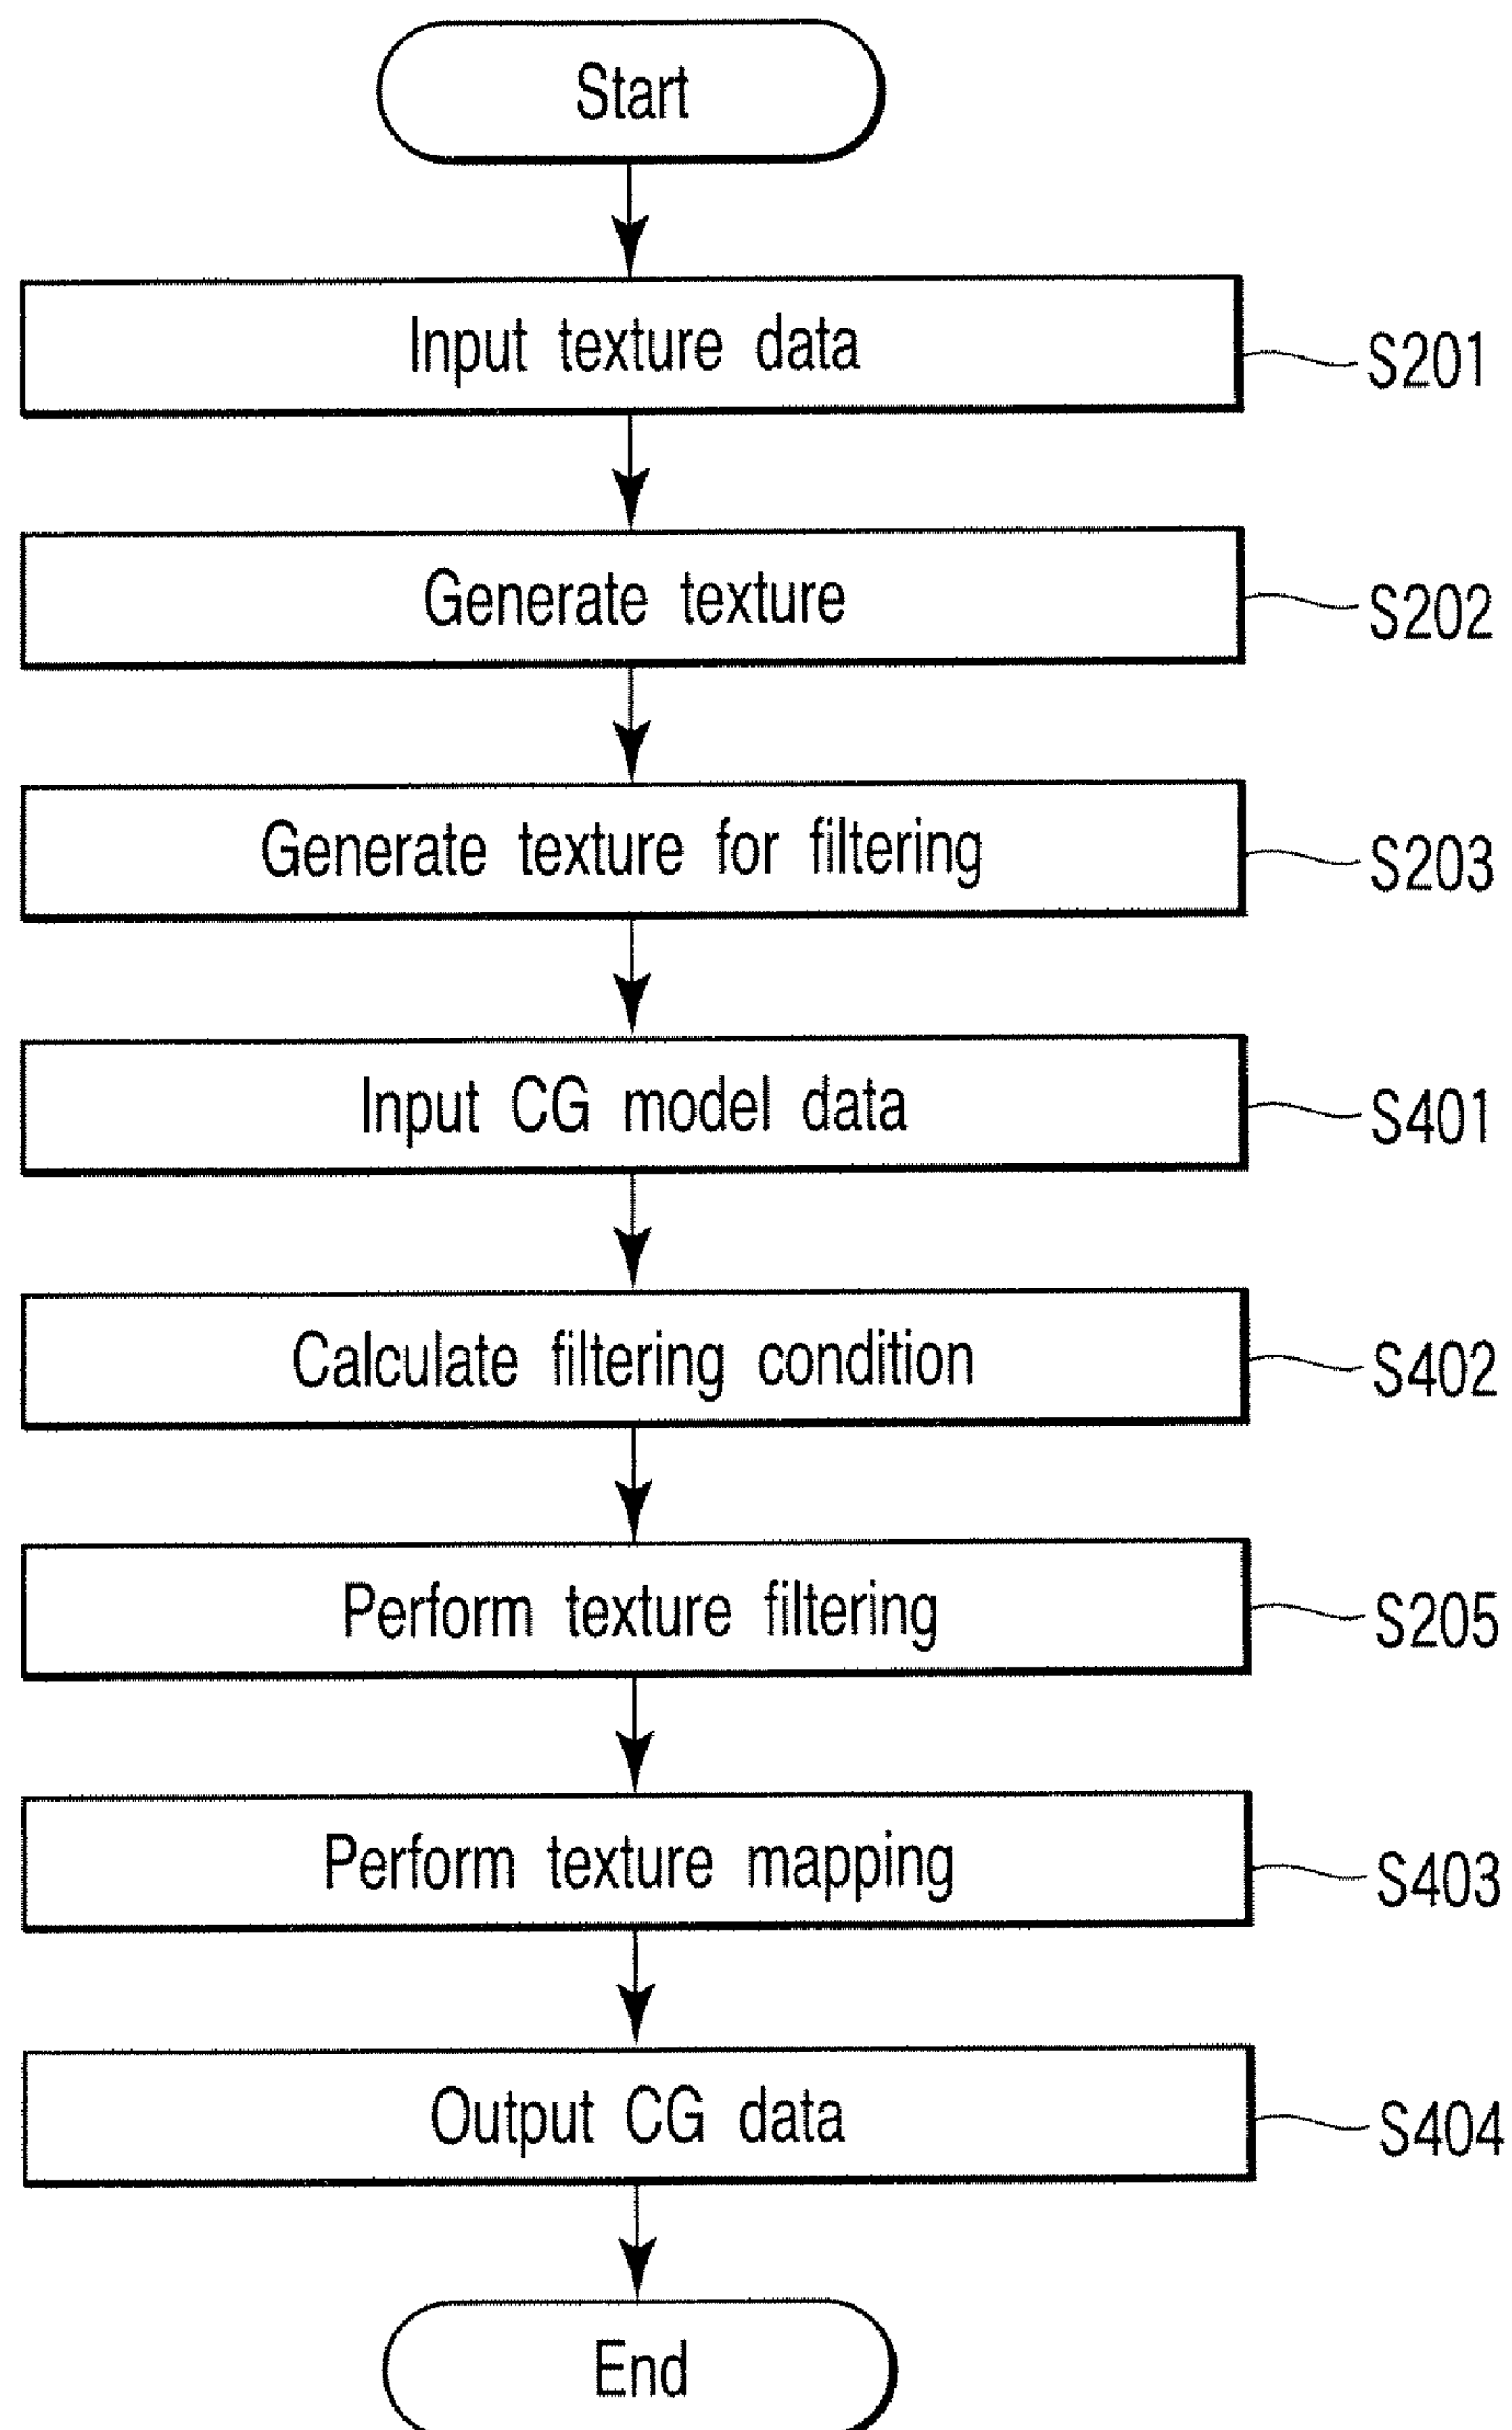 Start
Input texture data
S201
Generate texture
S202
Generate texture for filtering
S203
Input CG model data
S401
Calculate filtering condition
S402
Perform texture filtering
S205
Perform texture mapping
S403
Output CG data
S404
End